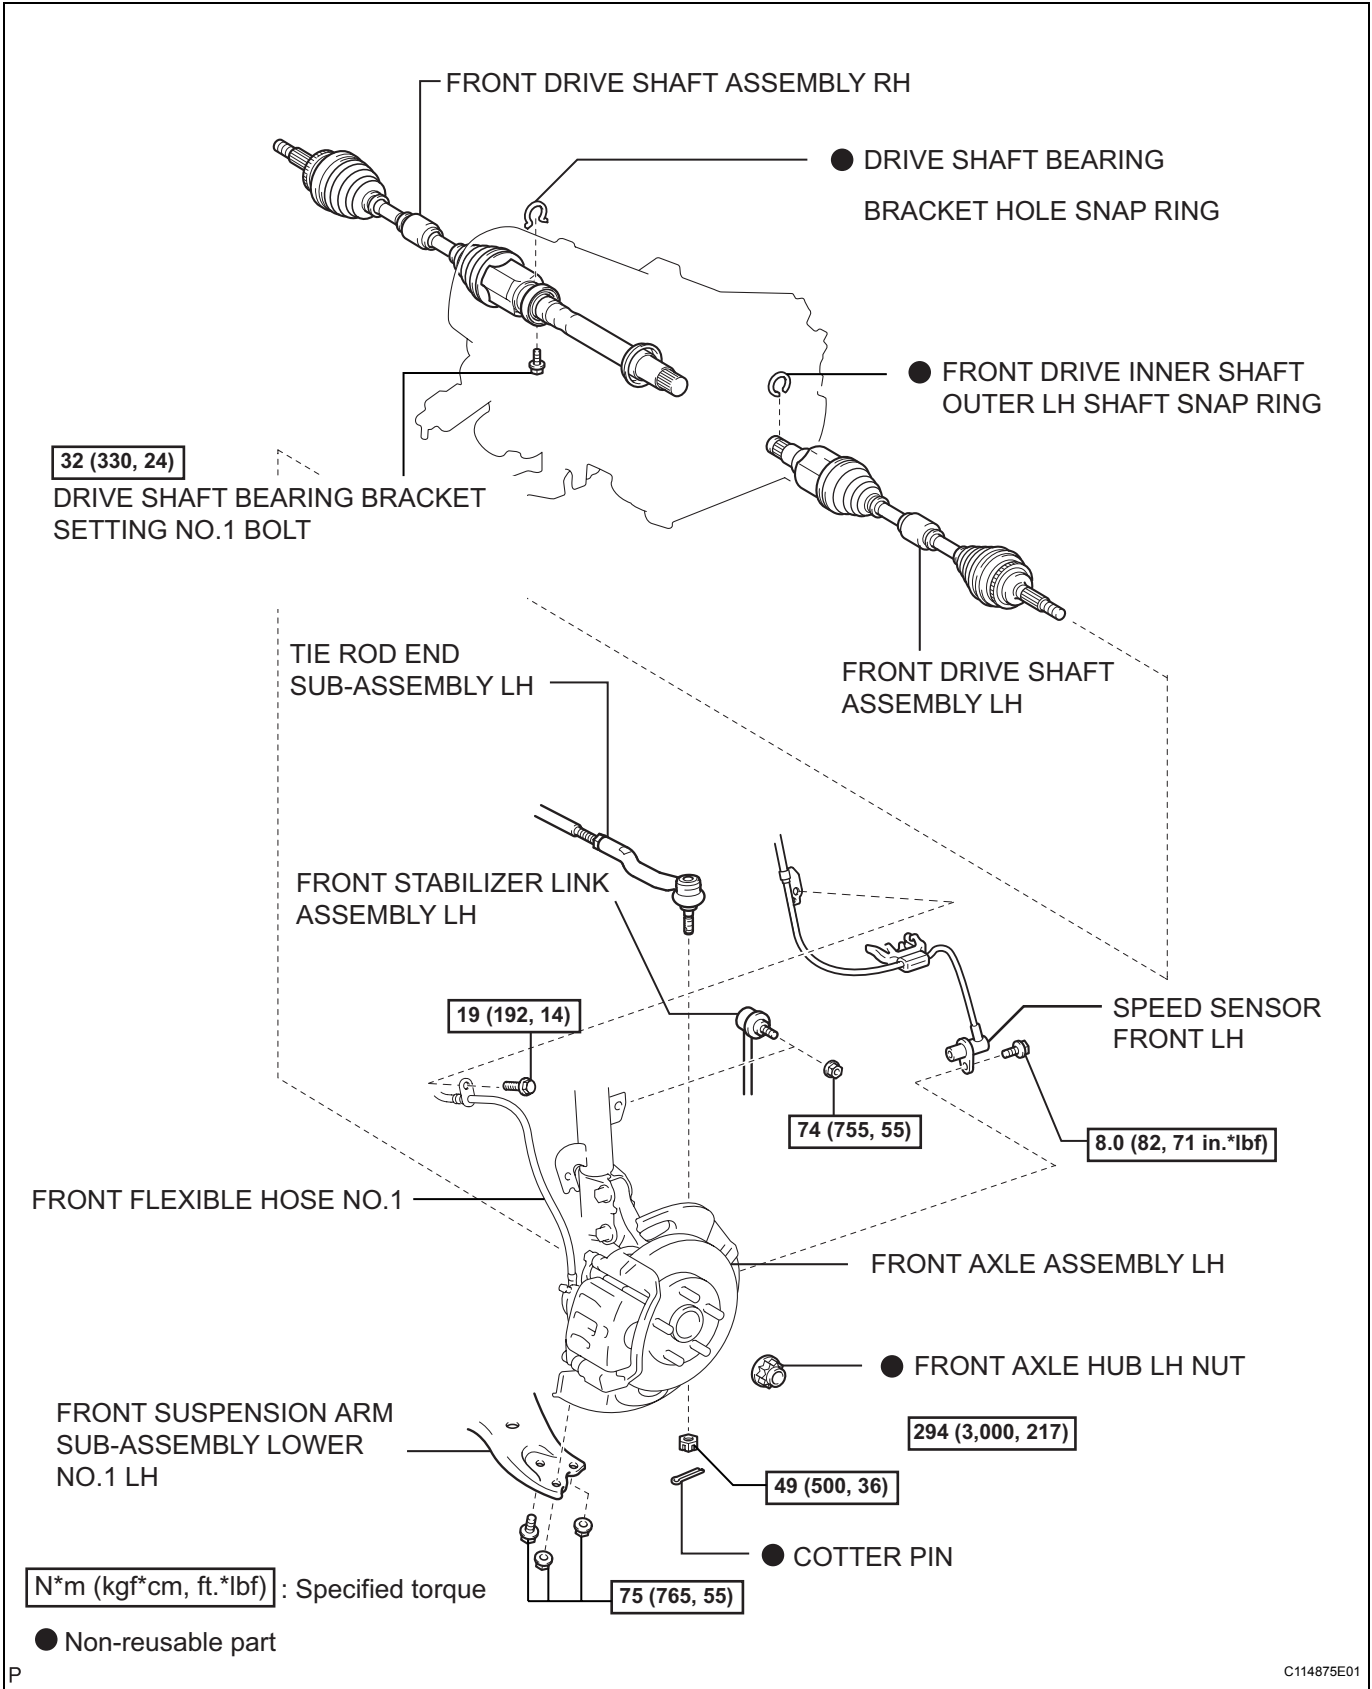 FRONT DRIVE SHAFT ASSEMBLY RH
● DRIVE SHAFT BEARING
BRACKET HOLE SNAP RING
● FRONT DRIVE INNER SHAFT
OUTER LH SHAFT SNAP RING
32 (330, 24)
DRIVE SHAFT BEARING BRACKET
SETTING NO.1 BOLT
TIE ROD END
SUB-ASSEMBLY LH
FRONT DRIVE SHAFT
ASSEMBLY LH
FRONT STABILIZER LINK
ASSEMBLY LH
19 (192, 14)
SPEED SENSOR
FRONT LH
74 (755, 55)
8.0 (82, 71 in.*lbf)
FRONT FLEXIBLE HOSE NO.1
FRONT AXLE ASSEMBLY LH
● FRONT AXLE HUB LH NUT
294 (3,000, 217)
FRONT SUSPENSION ARM
SUB-ASSEMBLY LOWER
NO.1 LH
49 (500, 36)
● COTTER PIN
75 (765, 55)
N*m (kgf*cm, ft.*lbf) : Specified torque
● Non-reusable part
P
C114875E01